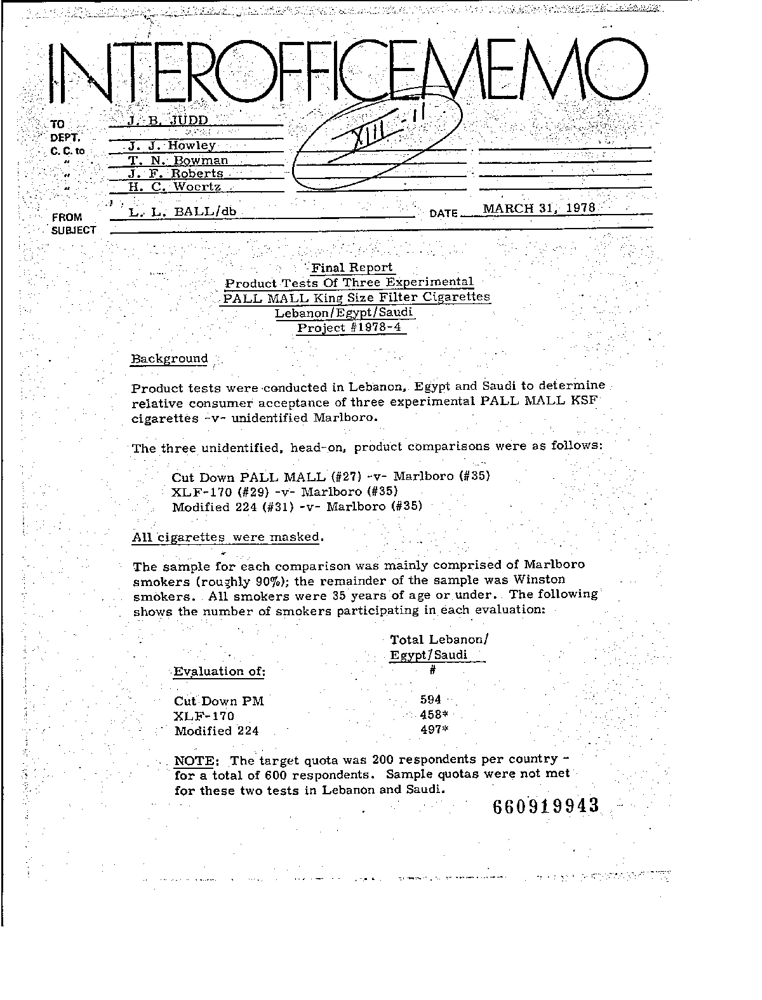 INTEROFFICEMEMO
TO J. B. JUDD
DEPT.
C. C. to J. J. Howley
" T. N. Bowman
" J. F. Roberts
" H. C. Woertz
XIII - 11
FROM L. L. BALL/db DATE MARCH 31, 1978
SUBJECT
Final Report
Product Tests Of Three Experimental
PALL MALL King Size Filter Cigarettes
Lebanon/Egypt/Saudi
Project #1978-4
Background
Product tests were conducted in Lebanon, Egypt and Saudi to determine
relative consumer acceptance of three experimental PALL MALL KSF
cigarettes -v- unidentified Marlboro.
The three unidentified, head-on, product comparisons were as follows:
Cut Down PALL MALL (#27) -v- Marlboro (#35)
XLF-170 (#29) -v- Marlboro (#35)
Modified 224 (#31) -v- Marlboro (#35)
All cigarettes were masked.
The sample for each comparison was mainly comprised of Marlboro
smokers (roughly 90%); the remainder of the sample was Winston
smokers. All smokers were 35 years of age or under. The following
shows the number of smokers participating in each evaluation:
Total Lebanon/
Egypt/Saudi
Evaluation of: #
Cut Down PM 594
XLF-170 458*
Modified 224 497*
NOTE: The target quota was 200 respondents per country -
for a total of 600 respondents. Sample quotas were not met
for these two tests in Lebanon and Saudi.
660919943